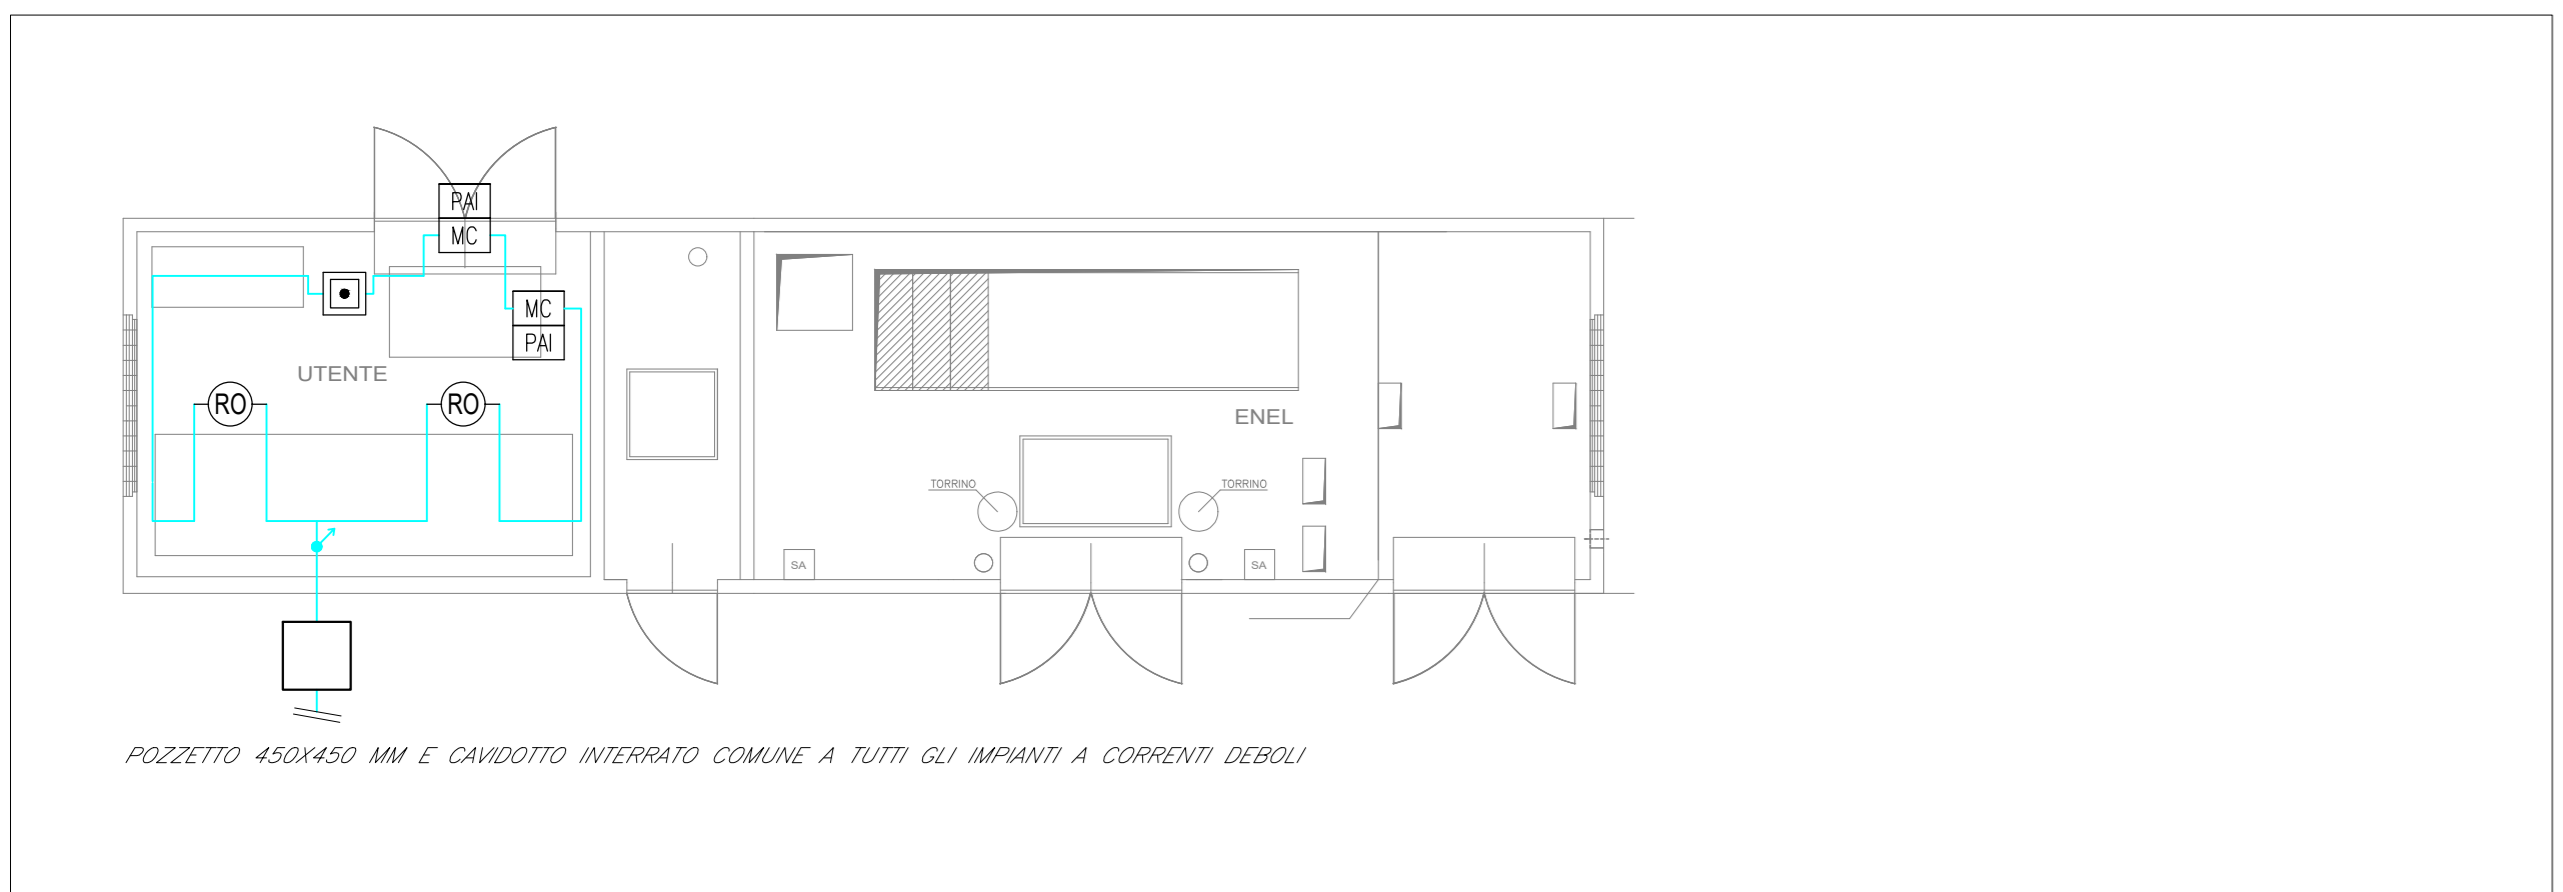 PAI
MC
MC
PAI
UTENTE
RO
RO
ENEL
TORRINO
TORRINO
SA
SA
POZZETTO 450X450 MM E CAVIDOTTO INTERRATO COMUNE A TUTTI GLI IMPIANTI A CORRENTI DEBOLI